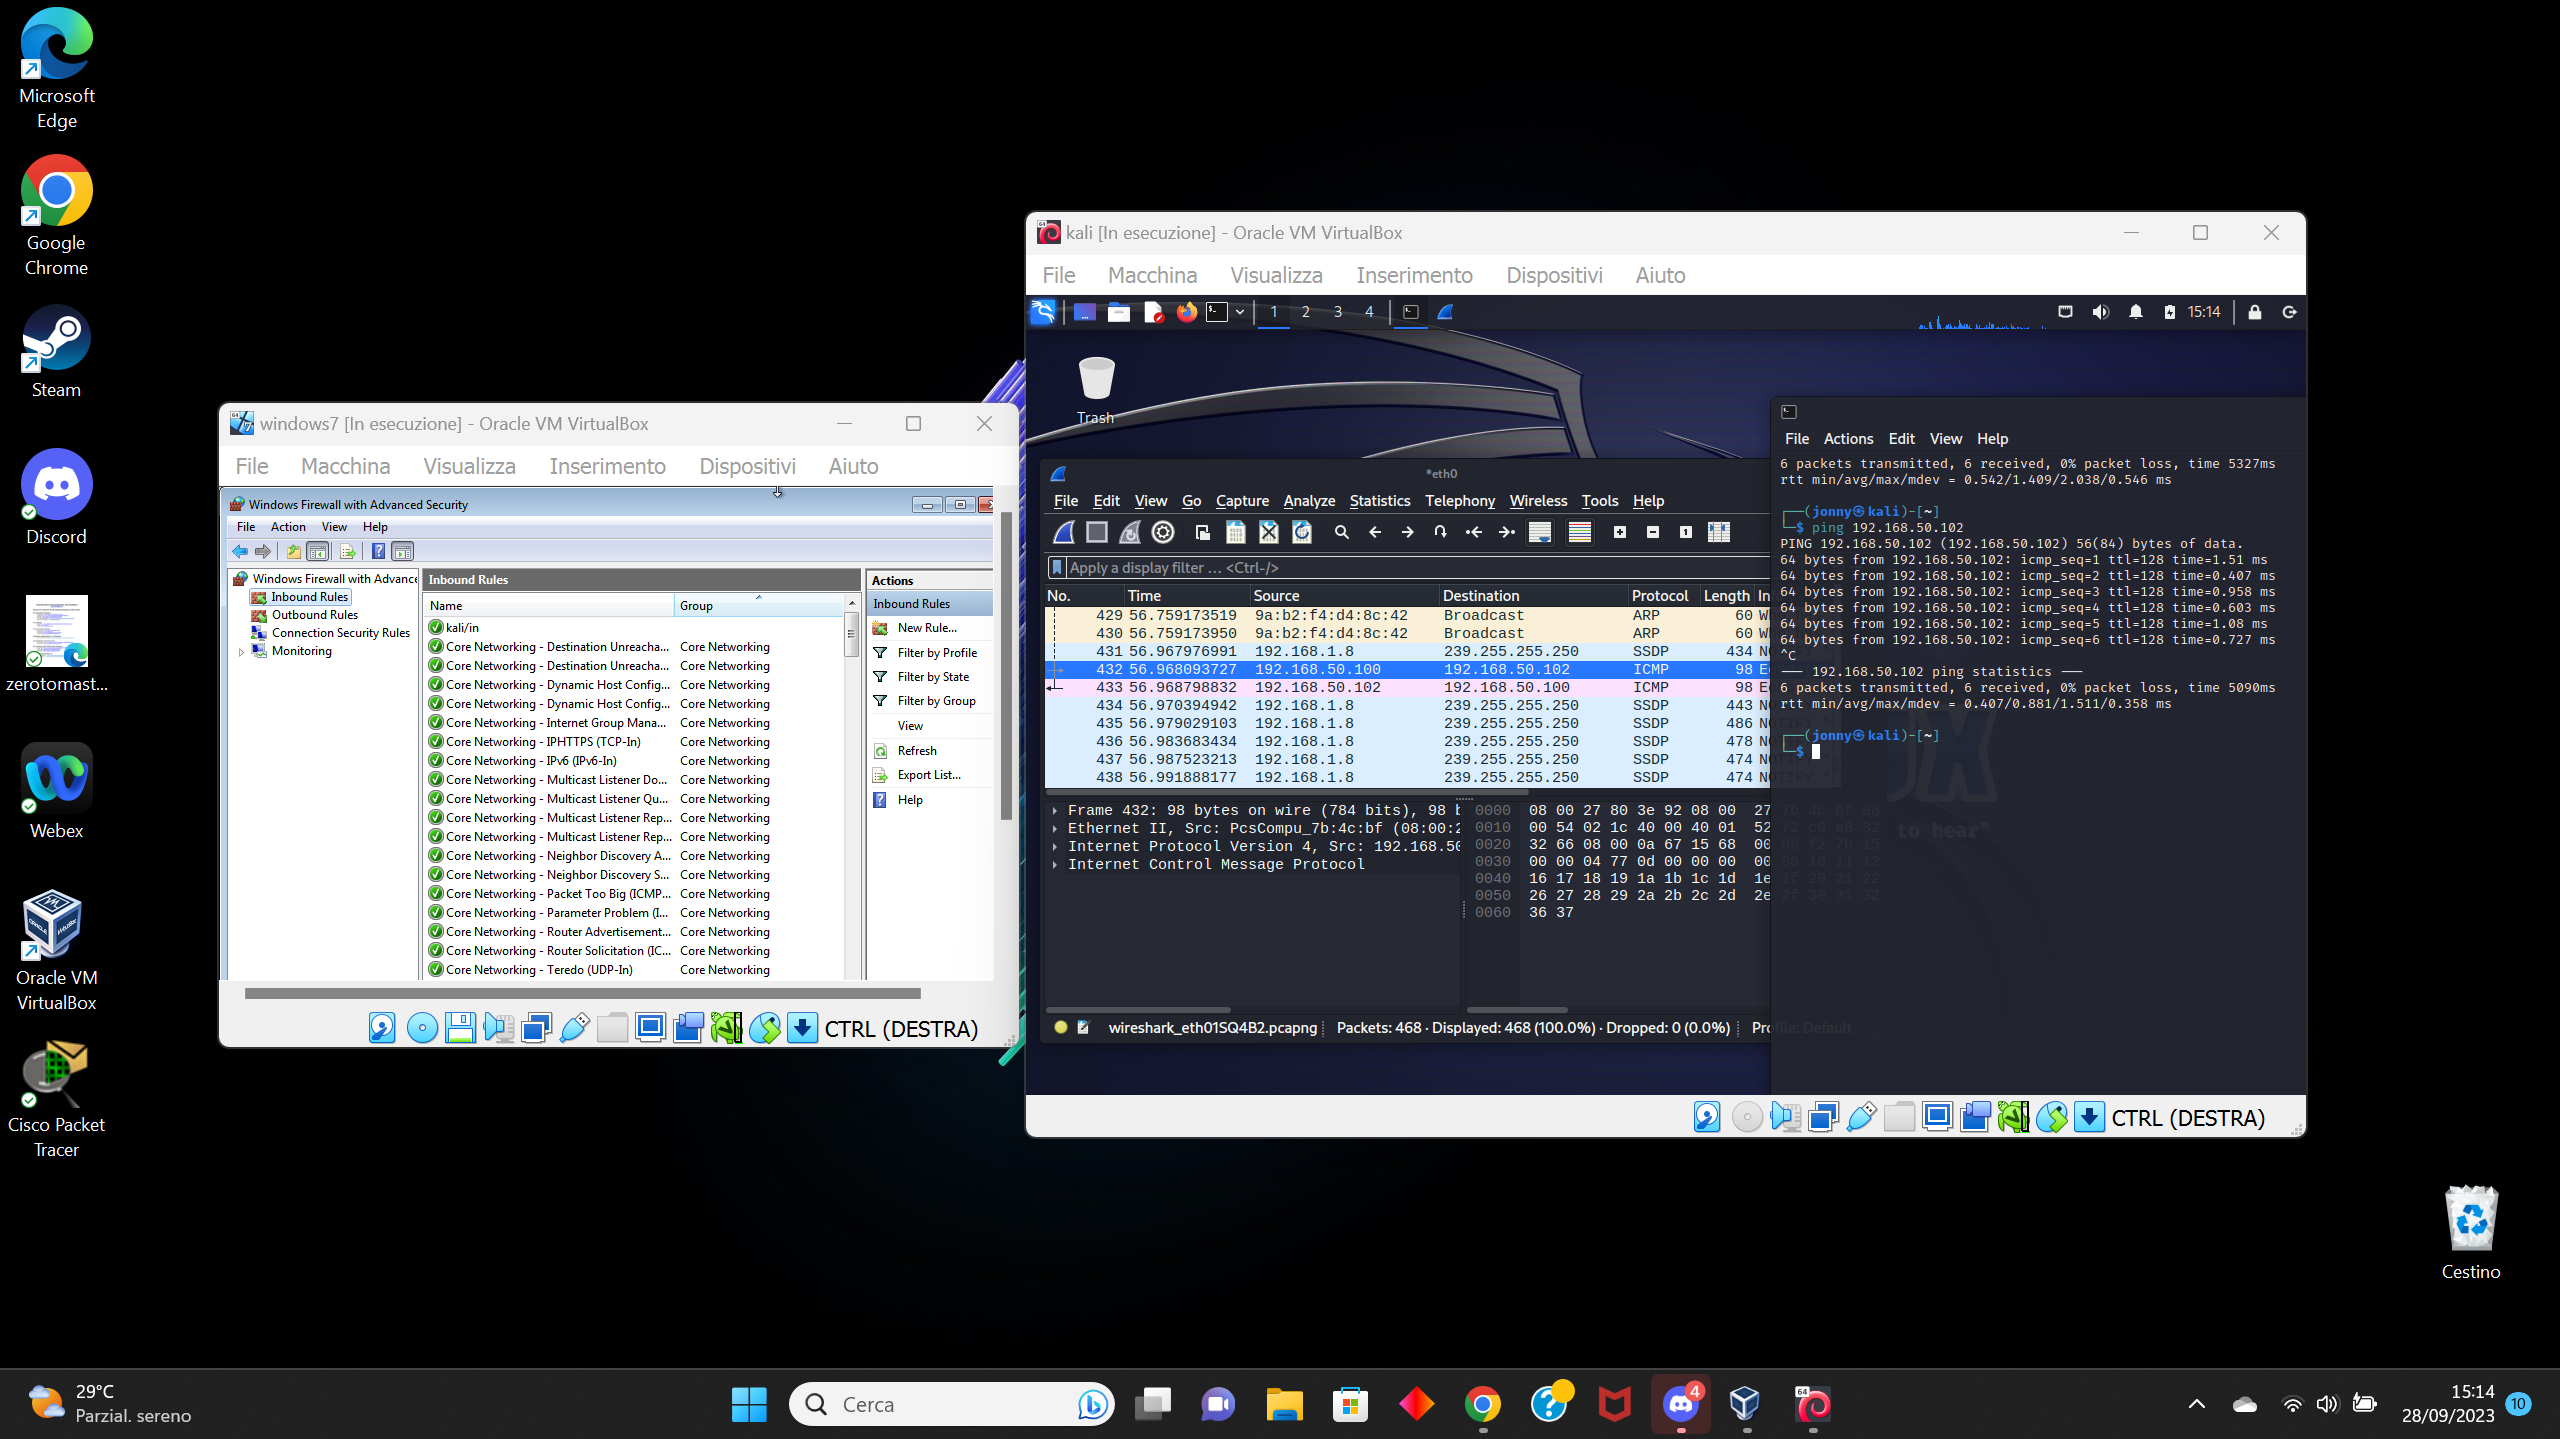 Microsoft
Edge
Google
Chrome
Steam
Discord
zerotomast...
Webex
Oracle VM
VirtualBox
Cisco Packet
Tracer
windows7 [In esecuzione] - Oracle VM VirtualBox
File Macchina Visualizza Inserimento Dispositivi Aiuto
Windows Firewall with Advanced Security
File Action View Help
Windows Firewall with Advance
Inbound Rules
Outbound Rules
Connection Security Rules
Monitoring
Inbound Rules
Name Group
kali/in
Core Networking - Destination Unreacha... Core Networking
Core Networking - Destination Unreacha... Core Networking
Core Networking - Dynamic Host Config... Core Networking
Core Networking - Dynamic Host Config... Core Networking
Core Networking - Internet Group Mana... Core Networking
Core Networking - IPHTTPS (TCP-In) Core Networking
Core Networking - IPv6 (IPv6-In) Core Networking
Core Networking - Multicast Listener Do... Core Networking
Core Networking - Multicast Listener Qu... Core Networking
Core Networking - Multicast Listener Rep... Core Networking
Core Networking - Multicast Listener Rep... Core Networking
Core Networking - Neighbor Discovery A... Core Networking
Core Networking - Neighbor Discovery S... Core Networking
Core Networking - Packet Too Big (ICMP... Core Networking
Core Networking - Parameter Problem (I... Core Networking
Core Networking - Router Advertisement... Core Networking
Core Networking - Router Solicitation (IC... Core Networking
Core Networking - Teredo (UDP-In) Core Networking
Actions
Inbound Rules
New Rule...
Filter by Profile
Filter by State
Filter by Group
View
Refresh
Export List...
Help
CTRL (DESTRA)
kali [In esecuzione] - Oracle VM VirtualBox
File Macchina Visualizza Inserimento Dispositivi Aiuto
1 2 3 4
15:14
Trash
*eth0
File Edit View Go Capture Analyze Statistics Telephony Wireless Tools Help
Apply a display filter ... <Ctrl-/>
No. Time Source Destination Protocol Length In
429 56.759173519 9a:b2:f4:d4:8c:42 Broadcast ARP 60 W
430 56.759173950 9a:b2:f4:d4:8c:42 Broadcast ARP 60 W
431 56.967976991 192.168.1.8 239.255.255.250 SSDP 434 N
432 56.968093727 192.168.50.100 192.168.50.102 ICMP 98 E
433 56.968798832 192.168.50.102 192.168.50.100 ICMP 98 E
434 56.970394942 192.168.1.8 239.255.255.250 SSDP 443 N
435 56.979029103 192.168.1.8 239.255.255.250 SSDP 486 NOTIFY *
436 56.983683434 192.168.1.8 239.255.255.250 SSDP 478 N
437 56.987523213 192.168.1.8 239.255.255.250 SSDP 474 N
438 56.991888177 192.168.1.8 239.255.255.250 SSDP 474 NOTIFY *
Frame 432: 98 bytes on wire (784 bits), 98 b
Ethernet II, Src: PcsCompu_7b:4c:bf (08:00:2
Internet Protocol Version 4, Src: 192.168.50
Internet Control Message Protocol
0000 08 00 27 80 3e 92 08 00 27 7b 4c bf 08
0010 00 54 02 1c 40 00 40 01 52 72 c0 a8 32
0020 32 66 08 00 0a 67 15 68 00 06 f2 7b 15
0030 00 00 04 77 0d 00 00 00 00 00 10 11 12
0040 16 17 18 19 1a 1b 1c 1d 1e 1f 20 21 22
0050 26 27 28 29 2a 2b 2c 2d 2e 2f 30 31 32
0060 36 37
to hear"
wireshark_eth01SQ4B2.pcapng Packets: 468 · Displayed: 468 (100.0%) · Dropped: 0 (0.0%) Profile: Default
File Actions Edit View Help
6 packets transmitted, 6 received, 0% packet loss, time 5327ms
rtt min/avg/max/mdev = 0.542/1.409/2.038/0.546 ms
(jonny㉿kali)-[~]
$ ping 192.168.50.102
PING 192.168.50.102 (192.168.50.102) 56(84) bytes of data.
64 bytes from 192.168.50.102: icmp_seq=1 ttl=128 time=1.51 ms
64 bytes from 192.168.50.102: icmp_seq=2 ttl=128 time=0.407 ms
64 bytes from 192.168.50.102: icmp_seq=3 ttl=128 time=0.958 ms
64 bytes from 192.168.50.102: icmp_seq=4 ttl=128 time=0.603 ms
64 bytes from 192.168.50.102: icmp_seq=5 ttl=128 time=1.08 ms
64 bytes from 192.168.50.102: icmp_seq=6 ttl=128 time=0.727 ms
^C
--- 192.168.50.102 ping statistics ---
6 packets transmitted, 6 received, 0% packet loss, time 5090ms
rtt min/avg/max/mdev = 0.407/0.881/1.511/0.358 ms
(jonny㉿kali)-[~]
$
CTRL (DESTRA)
Cestino
29°C
Parzial. sereno
Cerca
4
15:14
28/09/2023
10